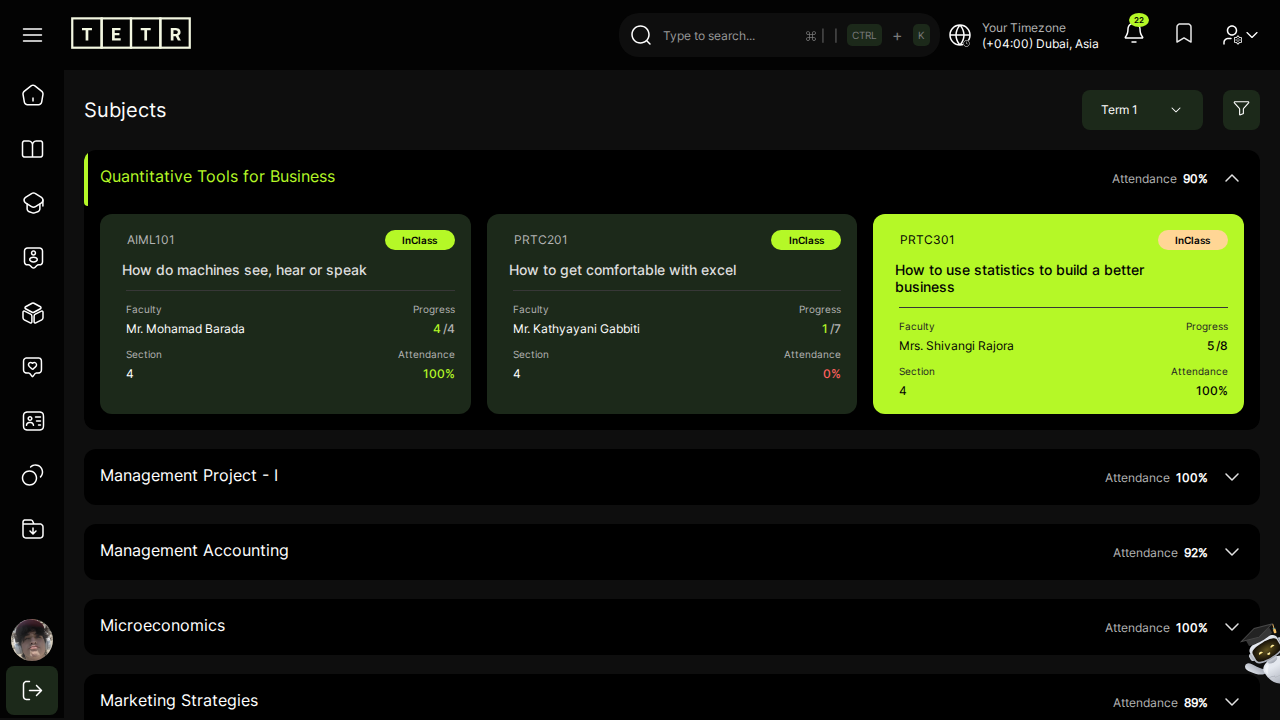 TETR
Type to search...
⌘ | | CTRL + K
Your Timezone
(+04:00) Dubai, Asia
22
Subjects
Term 1
Quantitative Tools for Business
Attendance 90%
AIML101
InClass
How do machines see, hear or speak
Faculty
Progress
Mr. Mohamad Barada
4/4
Section
Attendance
4
100%
PRTC201
InClass
How to get comfortable with excel
Faculty
Progress
Mr. Kathyayani Gabbiti
1/7
Section
Attendance
4
0%
PRTC301
InClass
How to use statistics to build a better
business
Faculty
Progress
Mrs. Shivangi Rajora
5/8
Section
Attendance
4
100%
Management Project - I
Attendance 100%
Management Accounting
Attendance 92%
Microeconomics
Attendance 100%
Marketing Strategies
Attendance 89%